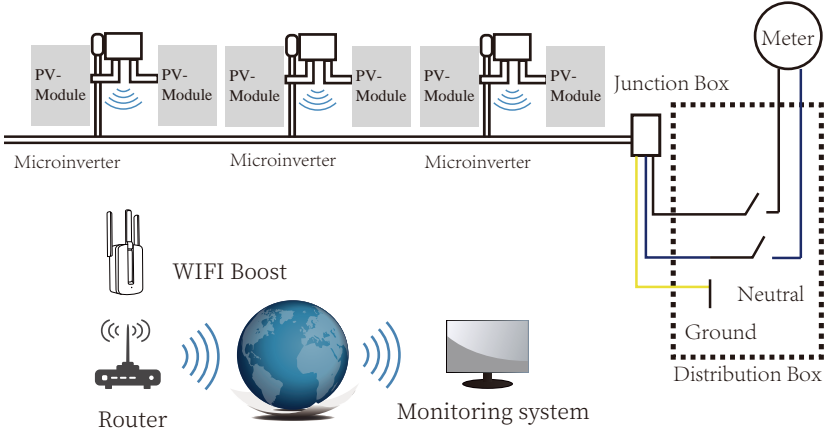 Meter
PV-
Module
PV-
Module
PV-
Module
PV-
Module
PV-
Module
PV-
Module
Junction Box
Microinverter
Microinverter
Microinverter
WIFI Boost
Neutral
Ground
Distribution Box
Router
Monitoring system